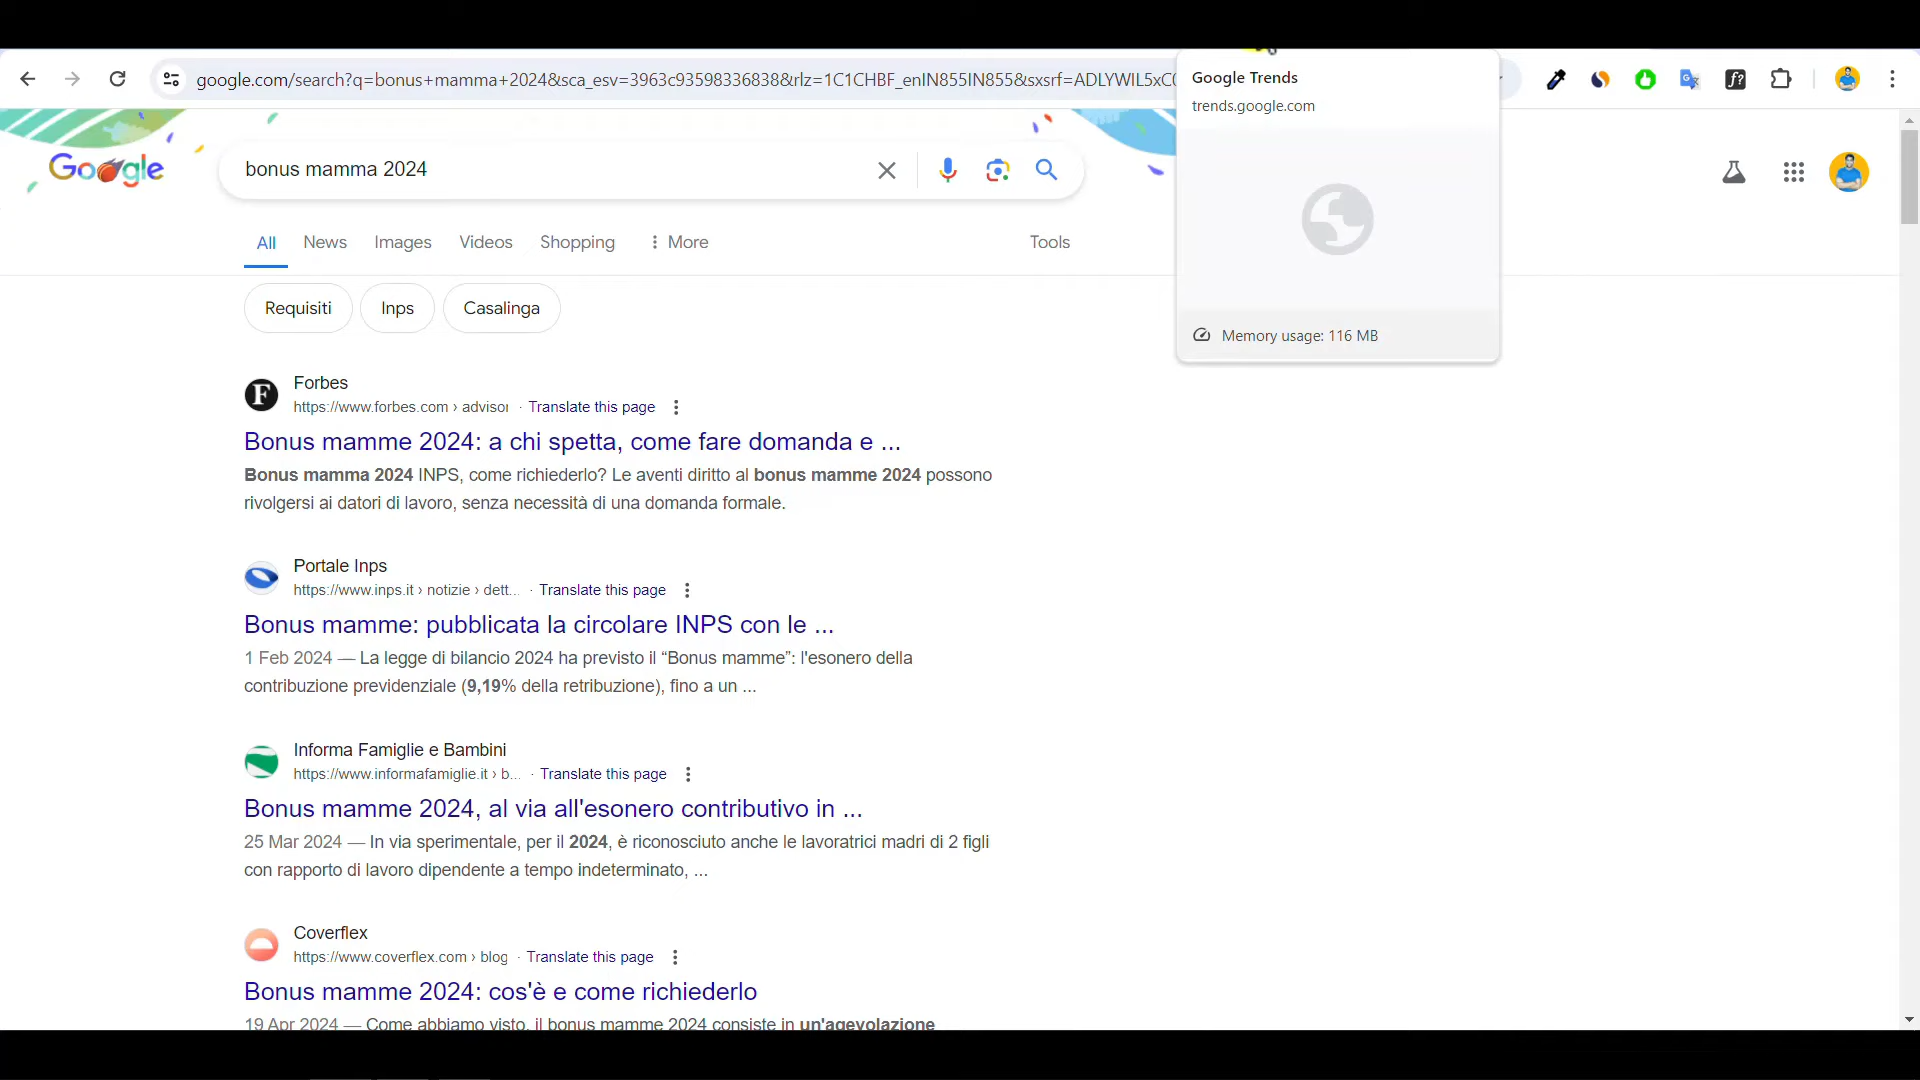 google.com/search?q=bonus+mamma+2024&sca_esv=3963c93598336838&rlz=1C1CHBF_enIN855IN855&sxsrf=ADLYWIL5xC
Google Trends
trends.google.com
Memory usage: 116 MB
Google
bonus mamma 2024
All News Images Videos Shopping More Tools
Requisiti Inps Casalinga
Forbes
https://www.forbes.com › advisor · Translate this page
Bonus mamme 2024: a chi spetta, come fare domanda e ...
Bonus mamma 2024 INPS, come richiederlo? Le aventi diritto al bonus mamme 2024 possono
rivolgersi ai datori di lavoro, senza necessità di una domanda formale.
Portale Inps
https://www.inps.it › notizie › dett... · Translate this page
Bonus mamme: pubblicata la circolare INPS con le ...
1 Feb 2024 — La legge di bilancio 2024 ha previsto il “Bonus mamme”: l'esonero della
contribuzione previdenziale (9,19% della retribuzione), fino a un ...
Informa Famiglie e Bambini
https://www.informafamiglie.it › b... · Translate this page
Bonus mamme 2024, al via all'esonero contributivo in ...
25 Mar 2024 — In via sperimentale, per il 2024, è riconosciuto anche le lavoratrici madri di 2 figli
con rapporto di lavoro dipendente a tempo indeterminato, ...
Coverflex
https://www.coverflex.com › blog · Translate this page
Bonus mamme 2024: cos'è e come richiederlo
19 Apr 2024 — Come abbiamo visto, il bonus mamme 2024 consiste in un'agevolazione